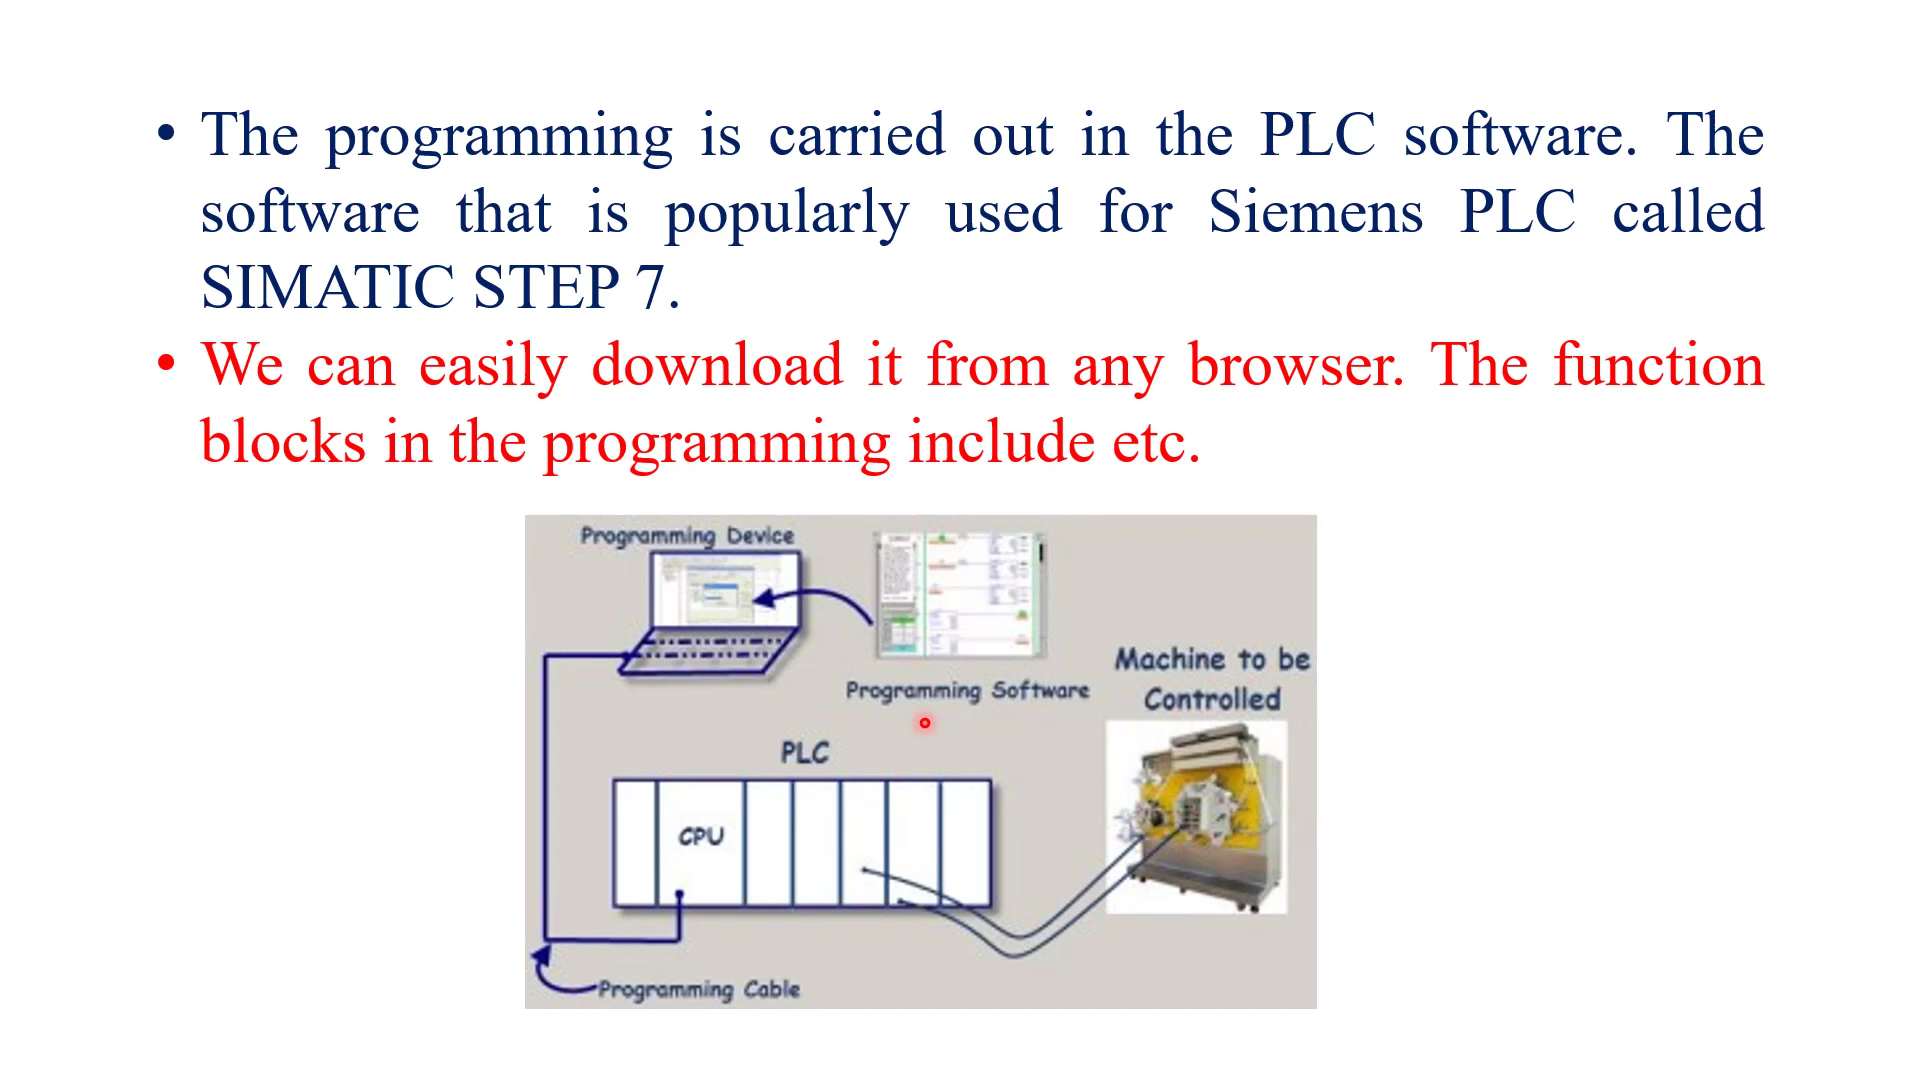 • The programming is carried out in the PLC software. The
software that is popularly used for Siemens PLC called
SIMATIC STEP 7.
• We can easily download it from any browser. The function
blocks in the programming include etc.
Programming Device
Programming Software
Machine to be
Controlled
PLC
CPU
Programming Cable